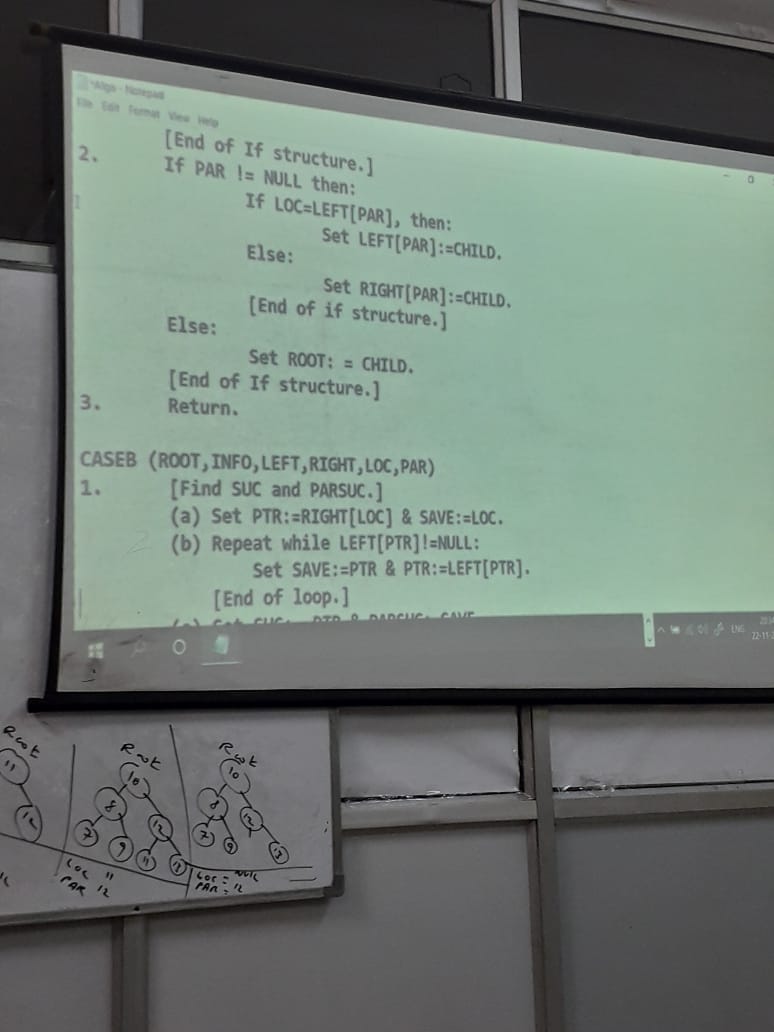 *Algo - Notepad
File Edit Format View Help
[End of If structure.]
2. If PAR != NULL then:
If LOC=LEFT[PAR], then:
Set LEFT[PAR]:=CHILD.
Else:
Set RIGHT[PAR]:=CHILD.
[End of if structure.]
Else:
Set ROOT: = CHILD.
[End of If structure.]
3. Return.
CASEB (ROOT,INFO,LEFT,RIGHT,LOC,PAR)
1. [Find SUC and PARSUC.]
(a) Set PTR:=RIGHT[LOC] & SAVE:=LOC.
(b) Repeat while LEFT[PTR]!=NULL:
Set SAVE:=PTR & PTR:=LEFT[PTR].
[End of loop.]
ENG
22-11-2
Root
11
12
Root
10
8
12
7
9
11
13
LOC 11
PAR 12
Root
10
8
12
7
9
13
LOC = NULL
PAR = 12